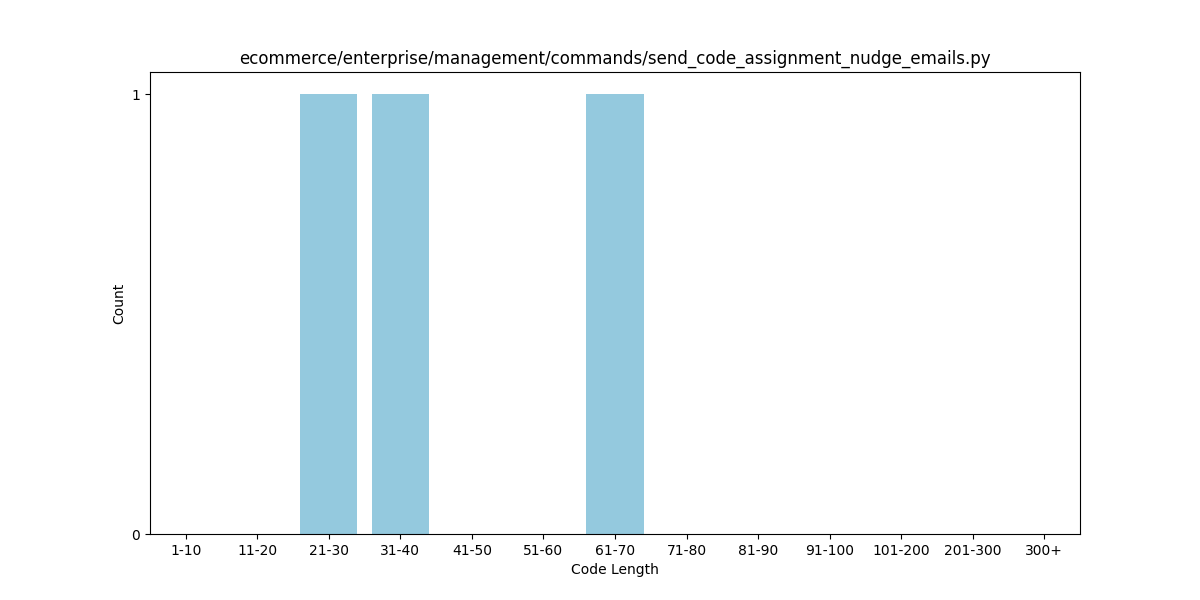 ecommerce/enterprise/management/commands/send_code_assignment_nudge_emails.py
1
Count
0
1-10 11-20 21-30 31-40 41-50 51-60 61-70 71-80 81-90 91-100 101-200 201-300 300+
Code Length